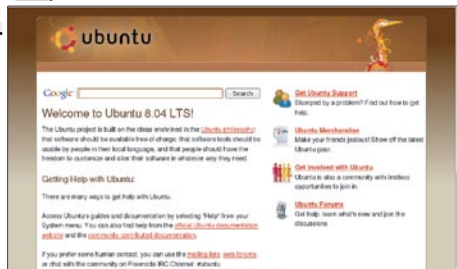 ubuntu
Google Search
Welcome to Ubuntu 8.04 LTS!
The Ubuntu project is built on the ideas enshrined in the Ubuntu philosophy:
that software should be available free of charge, that software tools should be
usable by people in their local language, and that people should have the
freedom to customize and alter their software in whatever way they need.
Getting Help with Ubuntu:
There are many ways to get help with Ubuntu.
Access Ubuntu's guides and documentation by selecting "Help" from your
System menu. You can also find help from the official Ubuntu documentation
website and the community contributed documentation.
If you prefer some human contact, you can use the mailing lists, web forums,
or chat with the community on Freenode IRC Channel: #ubuntu.
Get Ubuntu Support
Stumped by a problem? Find out how to get
help.
Ubuntu Merchandise
Make your friends jealous! Show off the latest
Ubuntu gear.
Get Involved with Ubuntu
Ubuntu is also a community with limitless
opportunities to join in.
Ubuntu Forums
Get help, learn what's new and join the
discussions